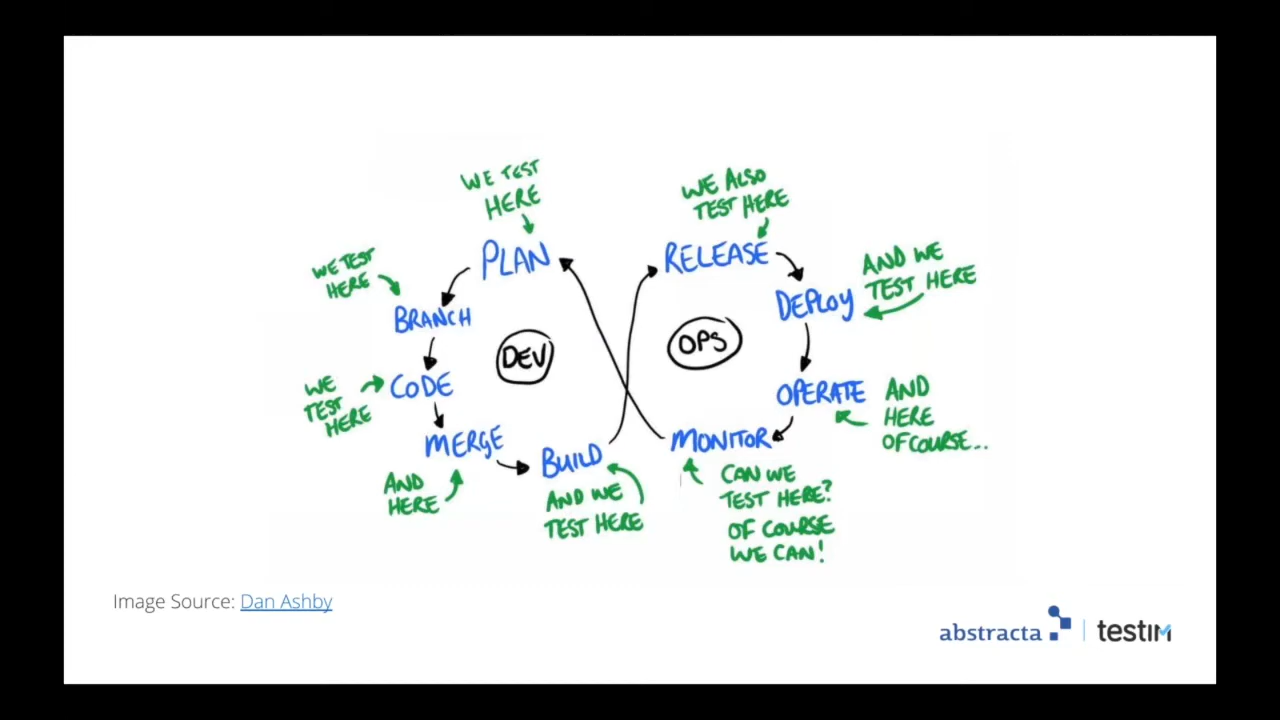 WE TEST
HERE
PLAN
WE TEST
HERE
BRANCH
DEV
WE
TEST
HERE
CODE
MERGE
AND
HERE
BUILD
AND WE
TEST HERE
WE ALSO
TEST HERE
RELEASE
AND WE
TEST HERE
DEPLOY
OPS
OPERATE
AND
HERE
OF COURSE...
MONITOR
CAN WE
TEST HERE?
OF COURSE
WE CAN!
Image Source: Dan Ashby
abstracta
testim